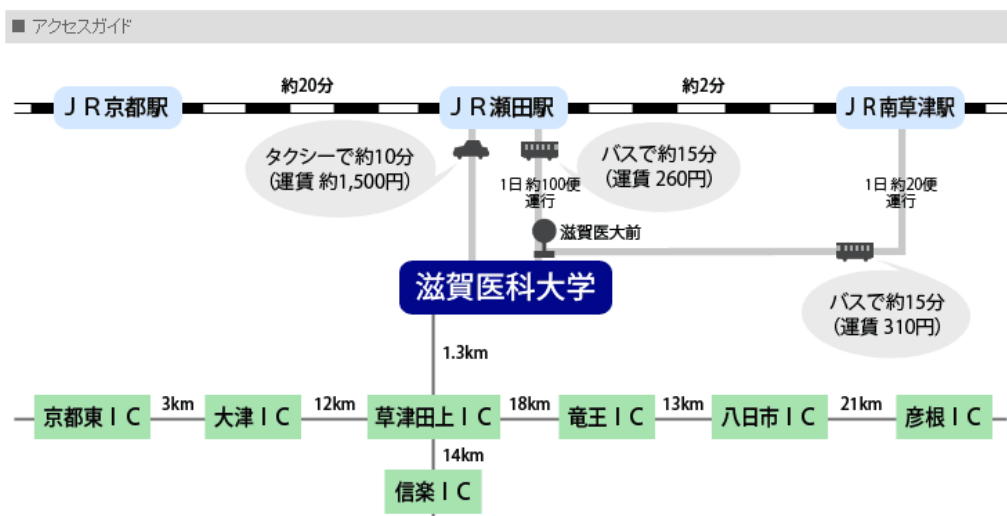 ■ アクセスガイド
約20分
約2分
ＪＲ京都駅
ＪＲ瀬田駅
ＪＲ南草津駅
タクシーで約10分
（運賃 約1,500円）
バスで約15分
（運賃 260円）
1日 約100便
運行
1日 約20便
運行
滋賀医大前
滋賀医科大学
バスで約15分
（運賃 310円）
1.3km
京都東ＩＣ
3km
大津ＩＣ
12km
草津田上ＩＣ
18km
竜王ＩＣ
13km
八日市ＩＣ
21km
彦根ＩＣ
14km
信楽ＩＣ